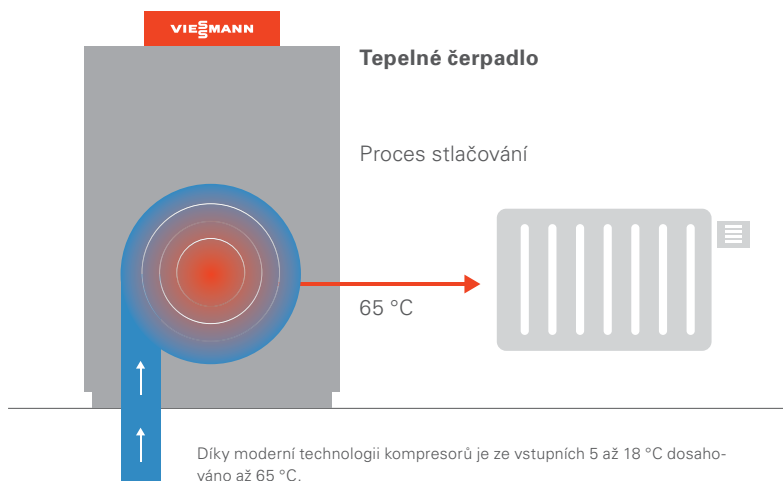 VIESSMANN
Tepelné čerpadlo
Proces stlačování
65 °C
Díky moderní technologii kompresorů je ze vstupních 5 až 18 °C dosaho-
váno až 65 °C.